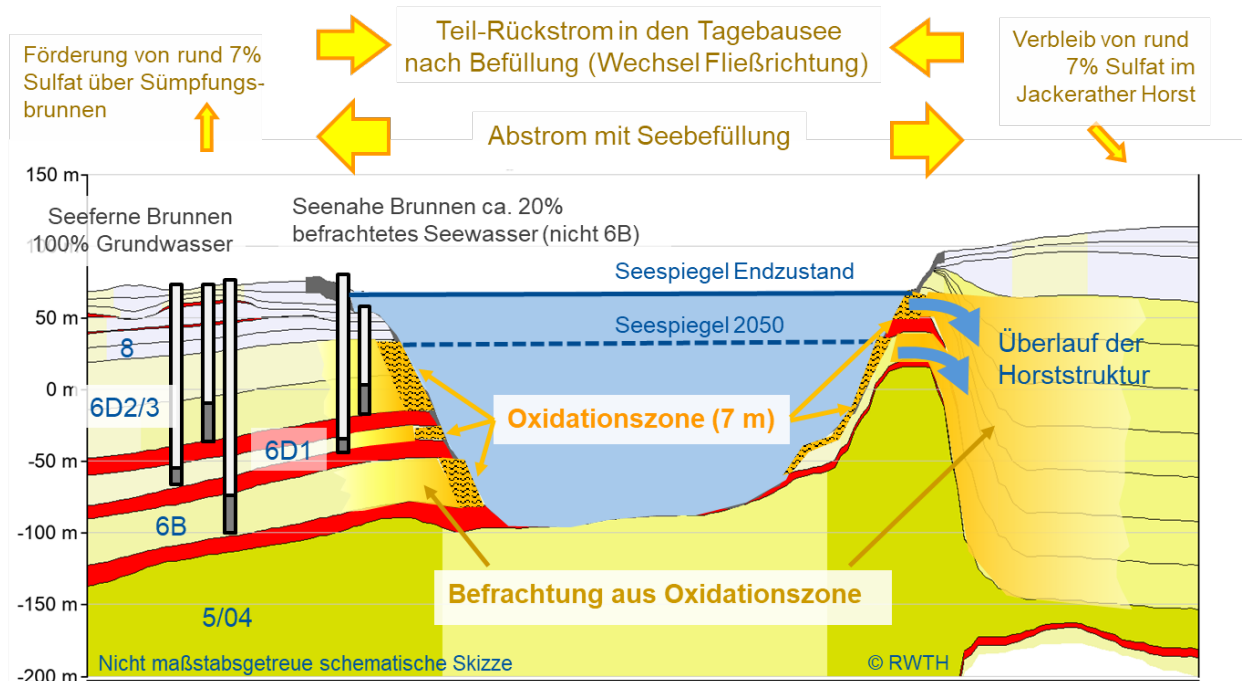 Förderung von rund 7%
Sulfat über Sümpfungs-
brunnen
Teil-Rückstrom in den Tagebausee
nach Befüllung (Wechsel Fließrichtung)
Verbleib von rund
7% Sulfat im
Jackerather Horst
Abstrom mit Seebefüllung
150 m
Seeferne Brunnen
100% Grundwasser
Seenahe Brunnen ca. 20%
befrachtetes Seewasser (nicht 6B)
100 m
Seespiegel Endzustand
50 m
Seespiegel 2050
8
Überlauf der
Horststruktur
0 m
6D2/3
Oxidationszone (7 m)
6D1
-50 m
6B
-100 m
Befrachtung aus Oxidationszone
-150 m
5/04
Nicht maßstabsgetreue schematische Skizze
© RWTH
-200 m